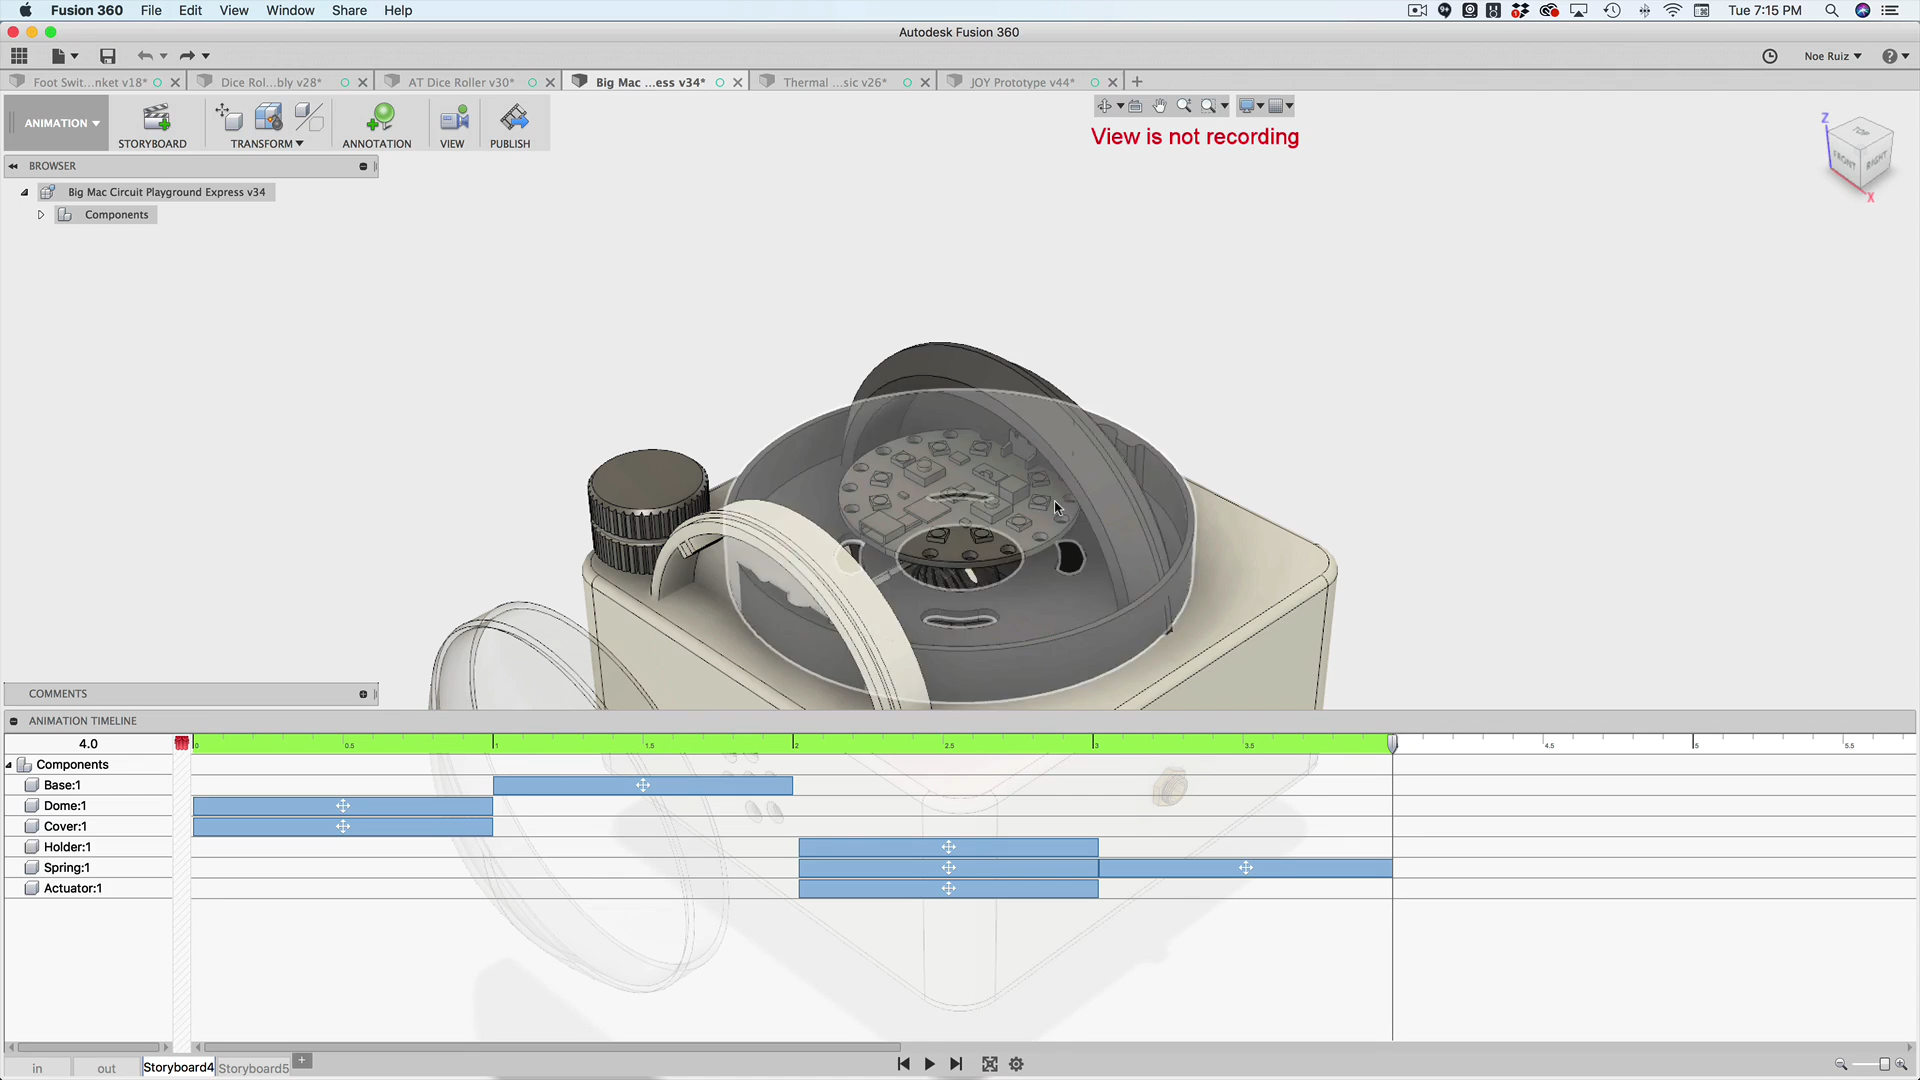 Fusion 360 File Edit View Window Share Help Tue 7:15 PM
Autodesk Fusion 360
Noe Ruiz
Foot Swit...nket v18* Dice Rol...bly v28* AT Dice Roller v30* Big Mac ...ess v34* Thermal ...sic v26* JOY Prototype v44*
ANIMATION
STORYBOARD TRANSFORM ANNOTATION VIEW PUBLISH
View is not recording
Z TOP FRONT RIGHT X
BROWSER
Big Mac Circuit Playground Express v34
Components
COMMENTS
ANIMATION TIMELINE
4.0 0 0.5 1 1.5 2 2.5 3 3.5 4.5 5 5.5
Components
Base:1
Dome:1
Cover:1
Holder:1
Spring:1
Actuator:1
in out Storyboard4 Storyboard5